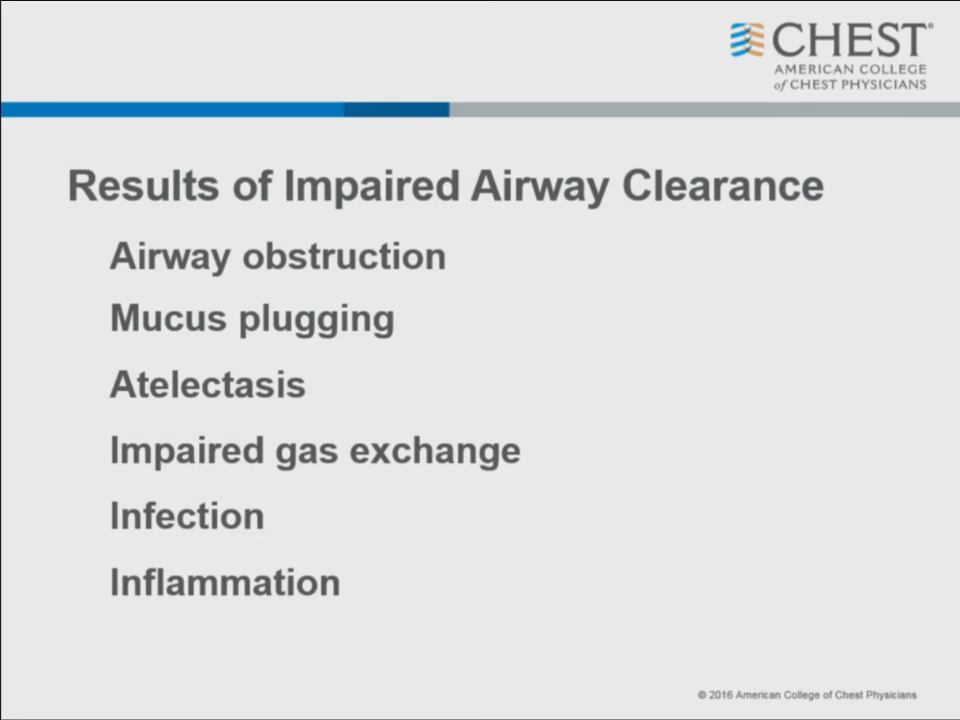 CHEST®
AMERICAN COLLEGE
of CHEST PHYSICIANS
Results of Impaired Airway Clearance
Airway obstruction
Mucus plugging
Atelectasis
Impaired gas exchange
Infection
Inflammation
© 2016 American College of Chest Physicians